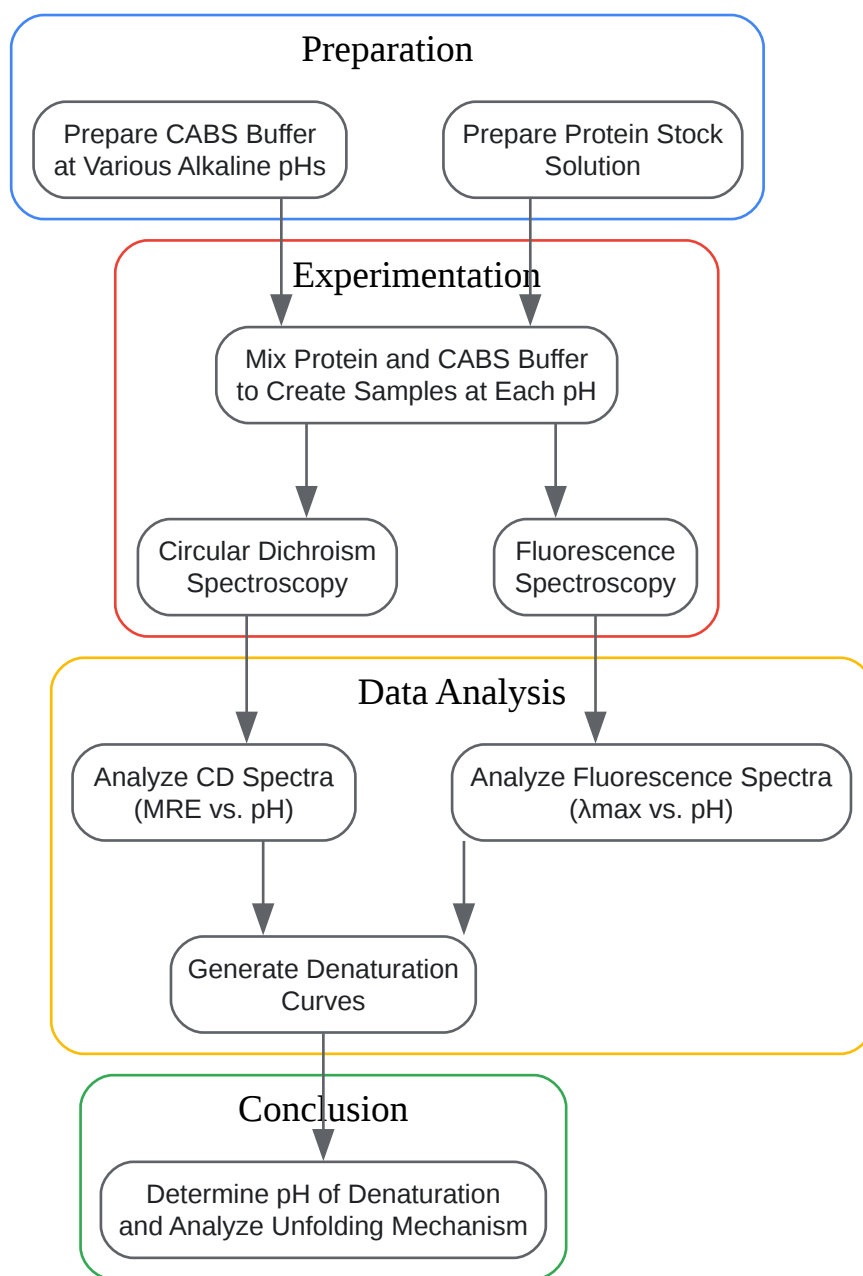 Preparation
Prepare CABS Buffer
at Various Alkaline pHs
Prepare Protein Stock
Solution
Experimentation
Mix Protein and CABS Buffer
to Create Samples at Each pH
Circular Dichroism
Spectroscopy
Fluorescence
Spectroscopy
Data Analysis
Analyze CD Spectra
(MRE vs. pH)
Analyze Fluorescence Spectra
(λmax vs. pH)
Generate Denaturation
Curves
Conclusion
Determine pH of Denaturation
and Analyze Unfolding Mechanism